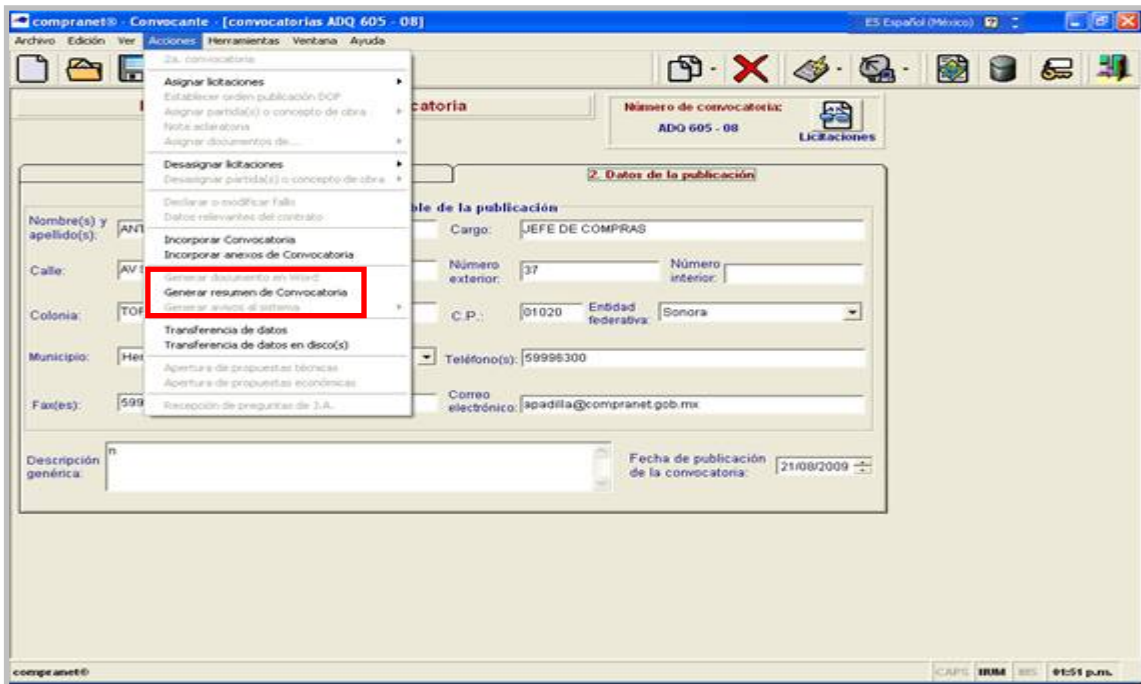 compranet® - Convocante - [convocatorias ADQ 605 - 08]
ES Español (México)
Archivo Edición Ver Acciones Herramientas Ventana Ayuda
2a. convocatoria
Asignar licitaciones
Establecer orden publicación DOF
Asignar partida(s) o concepto de obra
Nota aclaratoria
Asignar documentos de...
Desasignar licitaciones
Desasignar partida(s) o concepto de obra
Declarar o modificar fallo
Datos relevantes del contrato
Incorporar Convocatoria
Incorporar anexos de Convocatoria
Generar documento en Word
Generar resumen de Convocatoria
Generar avisos al sistema
Transferencia de datos
Transferencia de datos en disco(s)
Apertura de propuestas técnicas
Apertura de propuestas económicas
Recepción de preguntas de J.A.
catoria
Número de convocatoria:
ADQ 605 - 08
Licitaciones
2. Datos de la publicación
ble de la publicación
Nombre(s) y apellido(s):
ANT
Cargo: JEFE DE COMPRAS
Calle: AV
Número exterior: 37
Número interior:
Colonia:
C.P.: 01020
Entidad federativa: Sonora
Municipio: Her
Teléfono(s): 59996300
Fax(es): 599
Correo electrónico: apadilla@compranet.gob.mx
Descripción genérica: n
Fecha de publicación de la convocatoria: 21/08/2009
compranet®
CAPS NUM INS 01:51 p.m.